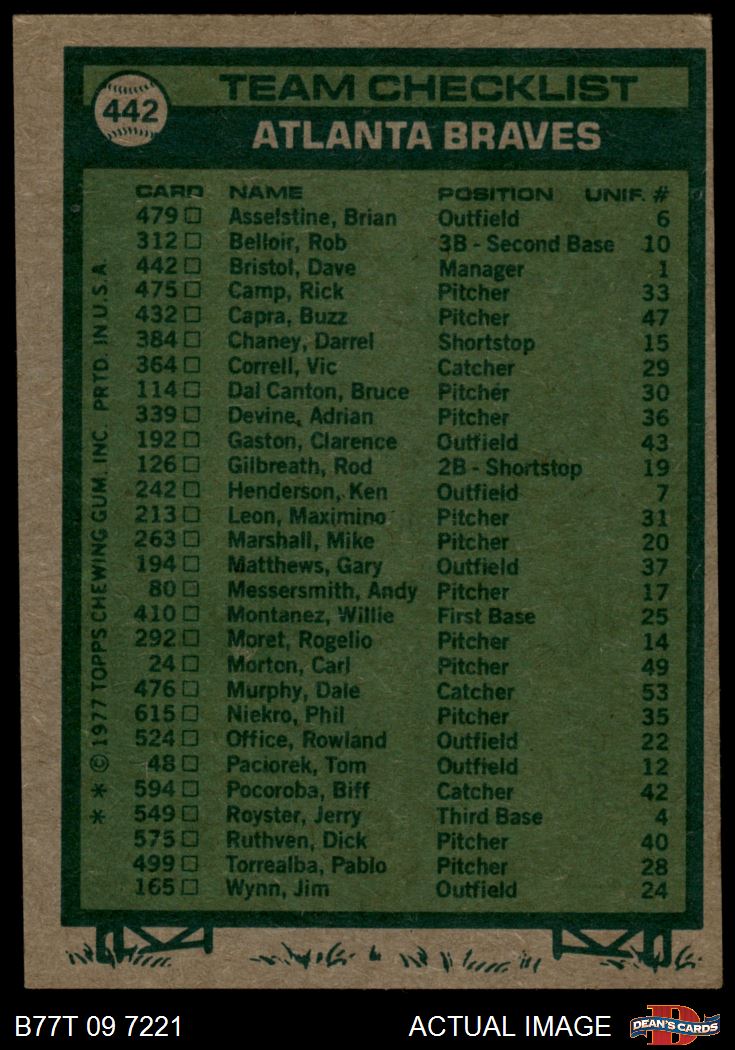 442
TEAM CHECKLIST
ATLANTA BRAVES
CARD NAME POSITION UNIF. #
479 Asselstine, Brian Outfield 6
312 Belloir, Rob 3B - Second Base 10
442 Bristol, Dave Manager 1
475 Camp, Rick Pitcher 33
432 Capra, Buzz Pitcher 47
384 Chaney, Darrel Shortstop 15
364 Correll, Vic Catcher 29
114 Dal Canton, Bruce Pitcher 30
339 Devine, Adrian Pitcher 36
192 Gaston, Clarence Outfield 43
126 Gilbreath, Rod 2B - Shortstop 19
242 Henderson, Ken Outfield 7
213 Leon, Maximino Pitcher 31
263 Marshall, Mike Pitcher 20
194 Matthews, Gary Outfield 37
80 Messersmith, Andy Pitcher 17
410 Montanez, Willie First Base 25
292 Moret, Rogelio Pitcher 14
24 Morton, Carl Pitcher 49
476 Murphy, Dale Catcher 53
615 Niekro, Phil Pitcher 35
524 Office, Rowland Outfield 22
48 Paciorek, Tom Outfield 12
594 Pocoroba, Biff Catcher 42
549 Royster, Jerry Third Base 4
575 Ruthven, Dick Pitcher 40
499 Torrealba, Pablo Pitcher 28
165 Wynn, Jim Outfield 24
* * © 1977 TOPPS CHEWING GUM, INC. PRTD. IN U.S.A.
B77T 09 7221 ACTUAL IMAGE
D
DEAN'S CARDS